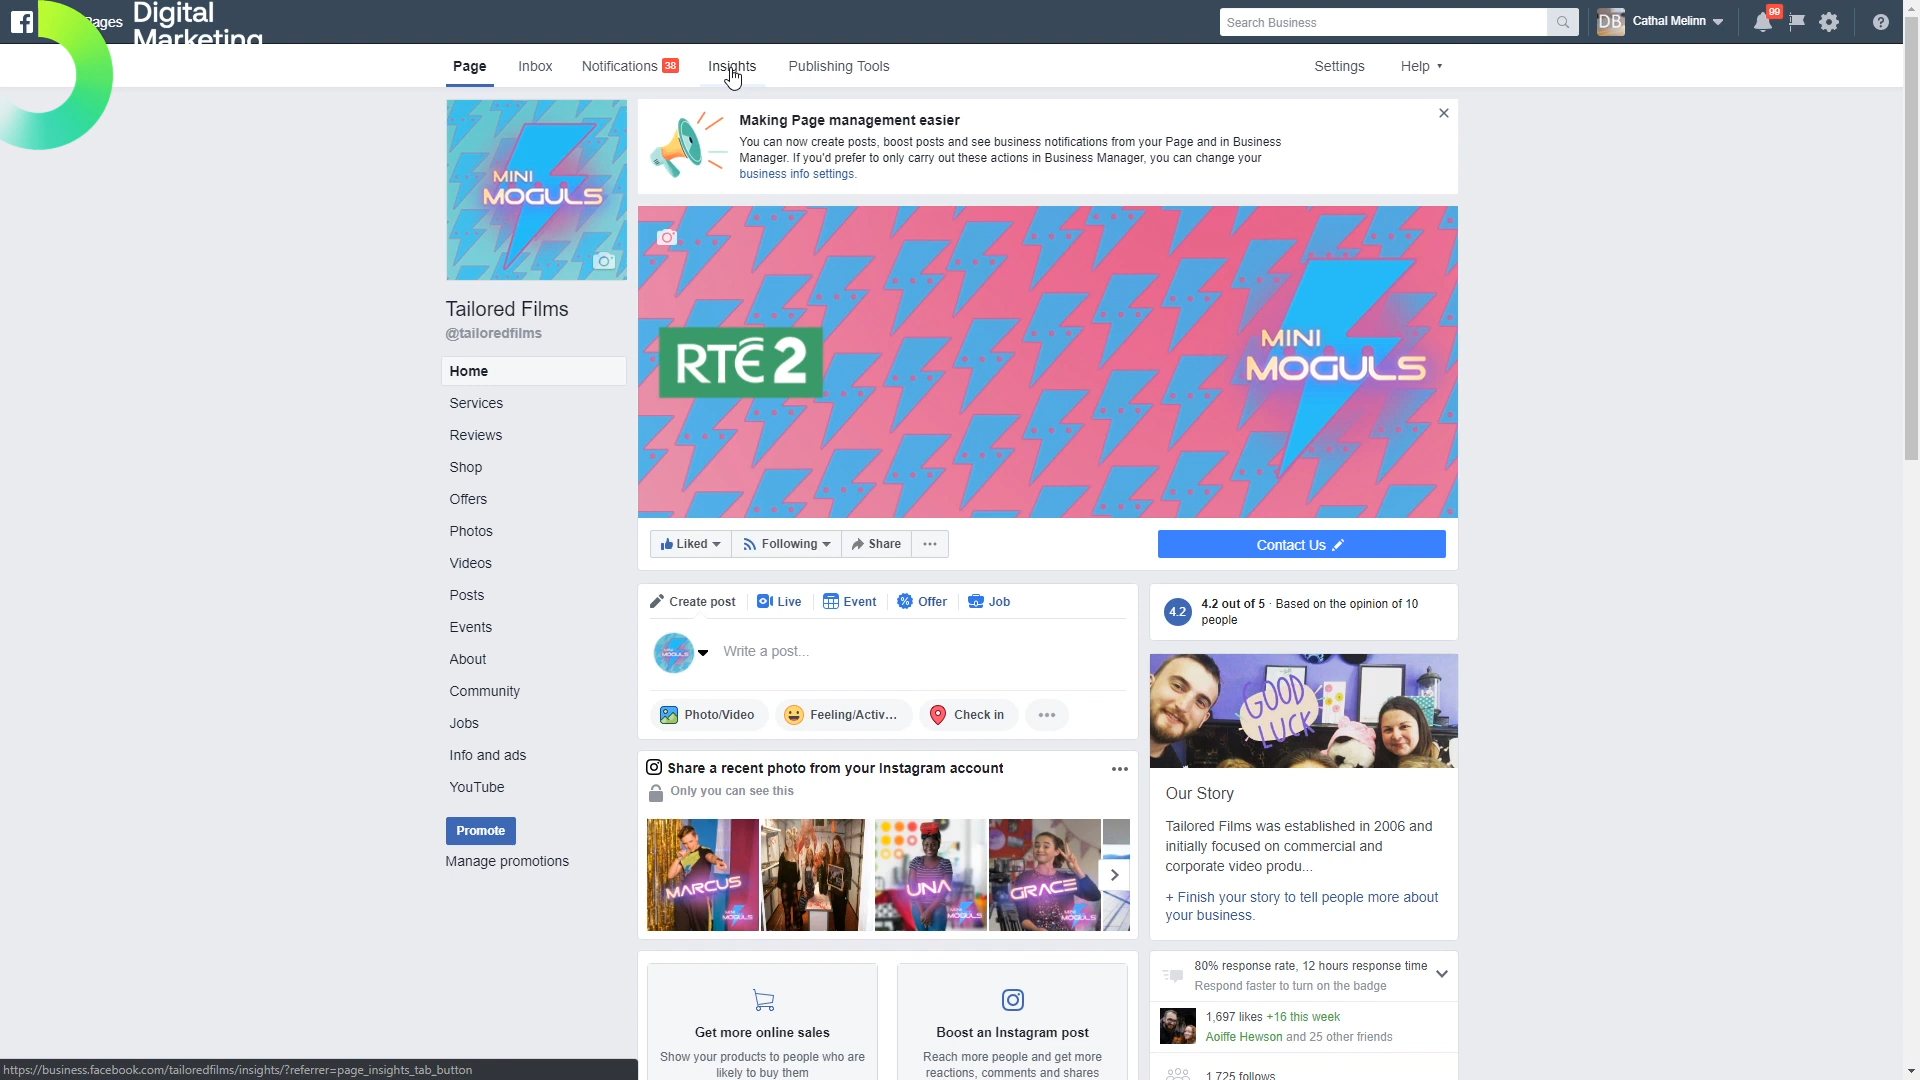 Pages
Digital
Marketing
Search Business
DB
Cathal Melinn
99
Page
Inbox
Notifications 38
Insights
Publishing Tools
Settings
Help
MINI
MOGULS
Tailored Films
@tailoredfilms
Home
Services
Reviews
Shop
Offers
Photos
Videos
Posts
Events
About
Community
Jobs
Info and ads
YouTube
Promote
Manage promotions
Making Page management easier
You can now create posts, boost posts and see business notifications from your Page and in Business
Manager. If you'd prefer to only carry out these actions in Business Manager, you can change your
business info settings.
RTÉ 2
MINI
MOGULS
Liked
Following
Share
Contact Us
Create post
Live
Event
Offer
Job
Write a post...
Photo/Video
Feeling/Activ...
Check in
Share a recent photo from your Instagram account
Only you can see this
MARCUS
UNA
MINI
MOGULS
GRACE
MINI
MOGULS
Get more online sales
Show your products to people who are
likely to buy them
Boost an Instagram post
Reach more people and get more
reactions, comments and shares
4.2
4.2 out of 5 · Based on the opinion of 10
people
GOOD
LUCK
Our Story
Tailored Films was established in 2006 and
initially focused on commercial and
corporate video produ...
+ Finish your story to tell people more about
your business.
80% response rate, 12 hours response time
Respond faster to turn on the badge
1,697 likes +16 this week
Aoiffe Hewson and 25 other friends
1,725 follows
https://business.facebook.com/tailoredfilms/insights/?referrer=page_insights_tab_button